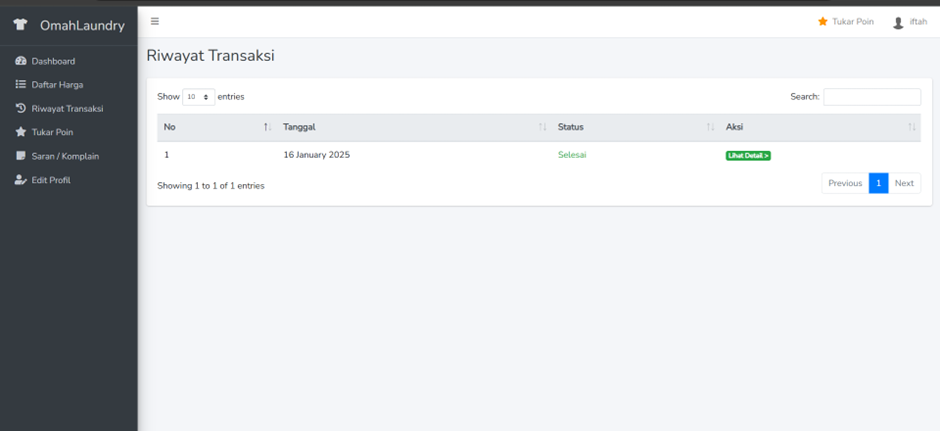 OmahLaundry
Tukar Poin
iftah
Dashboard
Daftar Harga
Riwayat Transaksi
Tukar Poin
Saran / Komplain
Edit Profil
Riwayat Transaksi
Show 10 entries
Search:
No Tanggal Status Aksi
1 16 January 2025 Selesai Lihat Detail >
Showing 1 to 1 of 1 entries
Previous 1 Next